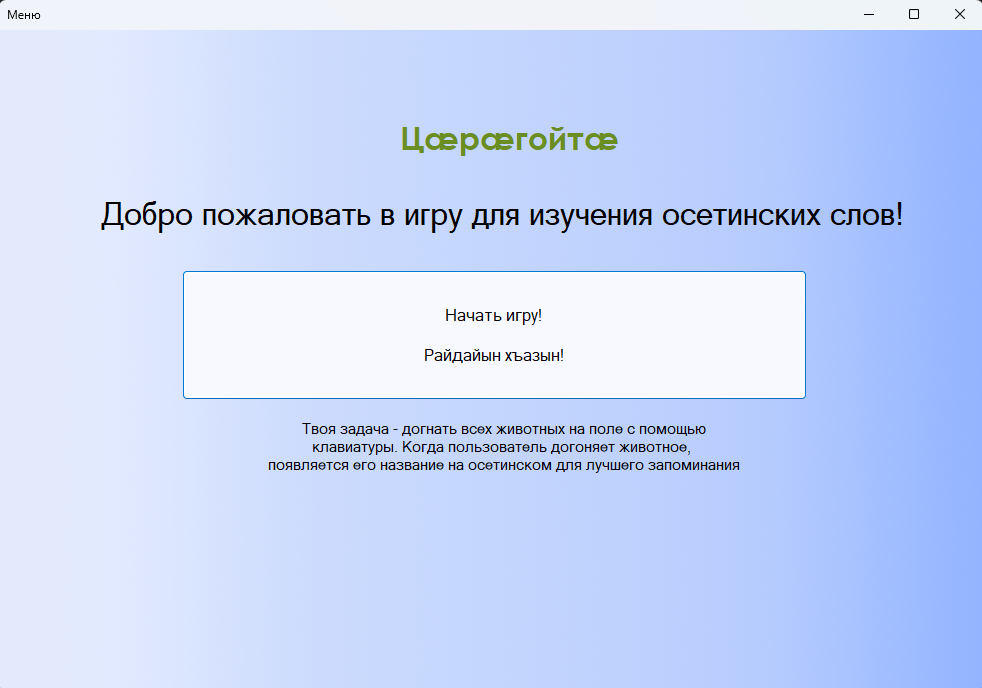 Меню
Цæрæгойтæ
Добро пожаловать в игру для изучения осетинских слов!
Начать игру!
Райдайын хъазын!
Твоя задача - догнать всех животных на поле с помощью
клавиатуры. Когда пользователь догоняет животное,
появляется его название на осетинском для лучшего запоминания